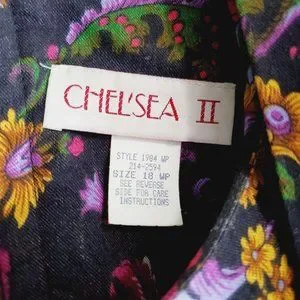 CHEL'SEA II
STYLE 1904 WP
214-2594
SIZE 18 WP
SEE REVERSE
SIDE FOR CARE
INSTRUCTIONS